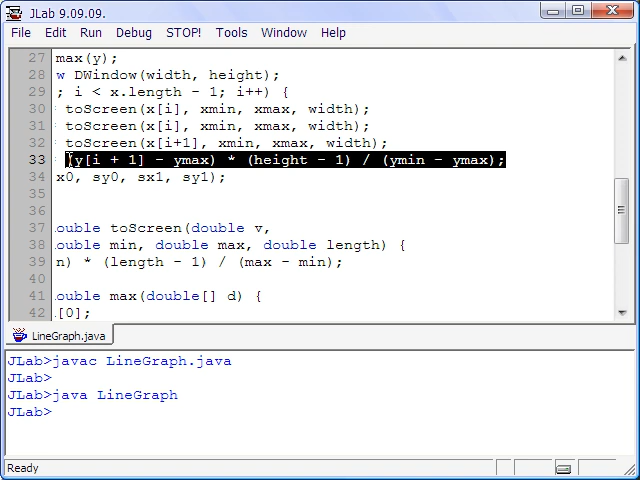 JLab 9.09.09.
File Edit Run Debug STOP! Tools Window Help
27 max(y);
28 w DWindow(width, height);
29 ; i < x.length - 1; i++) {
30 toScreen(x[i], xmin, xmax, width);
31 toScreen(x[i], xmin, xmax, width);
32 toScreen(x[i+1], xmin, xmax, width);
33 (y[i + 1] - ymax) * (height - 1) / (ymin - ymax);
34 x0, sy0, sx1, sy1);
35
36
37 ouble toScreen(double v,
38 ouble min, double max, double length) {
39 n) * (length - 1) / (max - min);
40
41 ouble max(double[] d) {
42 [0];
LineGraph.java
JLab>javac LineGraph.java
JLab>
JLab>java LineGraph
JLab>
Ready